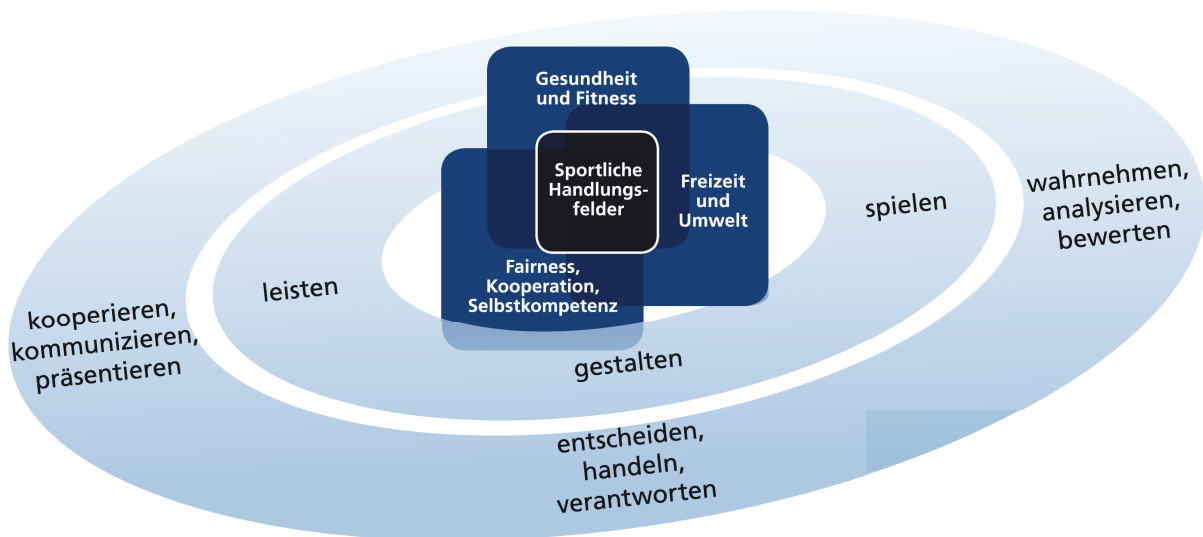 Gesundheit
und Fitness
Sportliche
Handlungs-
felder
Freizeit
und
Umwelt
Fairness,
Kooperation,
Selbstkompetenz
spielen
leisten
gestalten
wahrnehmen,
analysieren,
bewerten
kooperieren,
kommunizieren,
präsentieren
entscheiden,
handeln,
verantworten